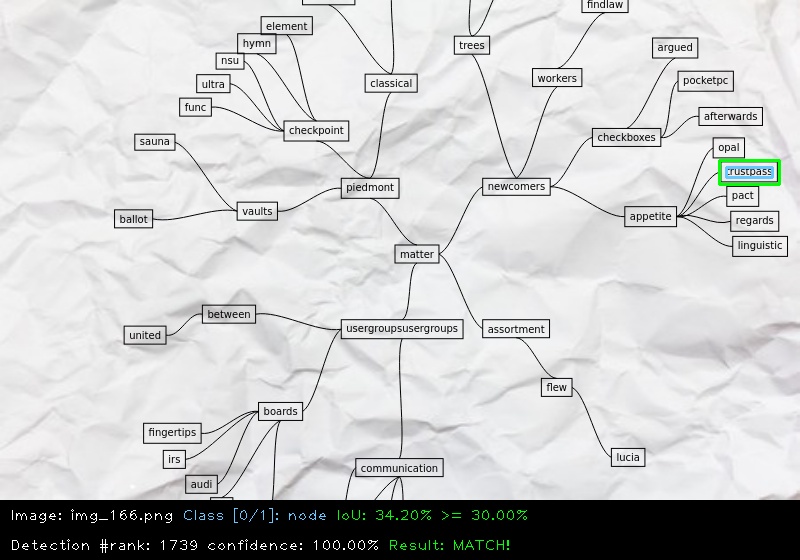 findlaw
element
hymn
trees
argued
nsu
workers
pocketpc
ultra
classical
func
afterwards
checkpoint
checkboxes
sauna
opal
trustpass
piedmont
newcomers
pact
vaults
appetite
ballot
regards
linguistic
matter
between
united
usergroupsusergroups
assortment
flew
boards
fingertips
irs
lucia
communication
audi
Image: img_166.png Class [0/1]: node IoU: 34.20% >= 30.00%
Detection #rank: 1739 confidence: 100.00% Result: MATCH!